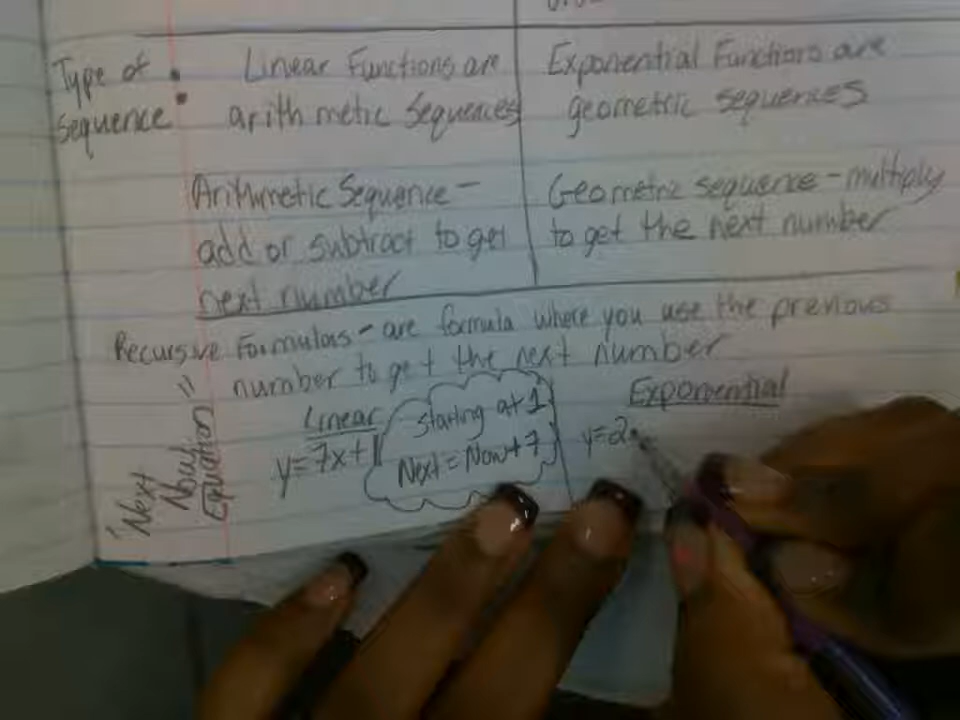 Type of : Linear Functions are
sequence arithmetic sequences
Exponential Functions are
geometric sequences
Arithmetic Sequence -
add or subtract to get
next number
Geometric sequence - multiply
to get the next number
Recursive Formulas - are formula where you use the previous
number to get the next number
"Next
Now"
Equation
Linear
y=7x+1
Starting at 1
Next = Now + 7
Exponential
y=2